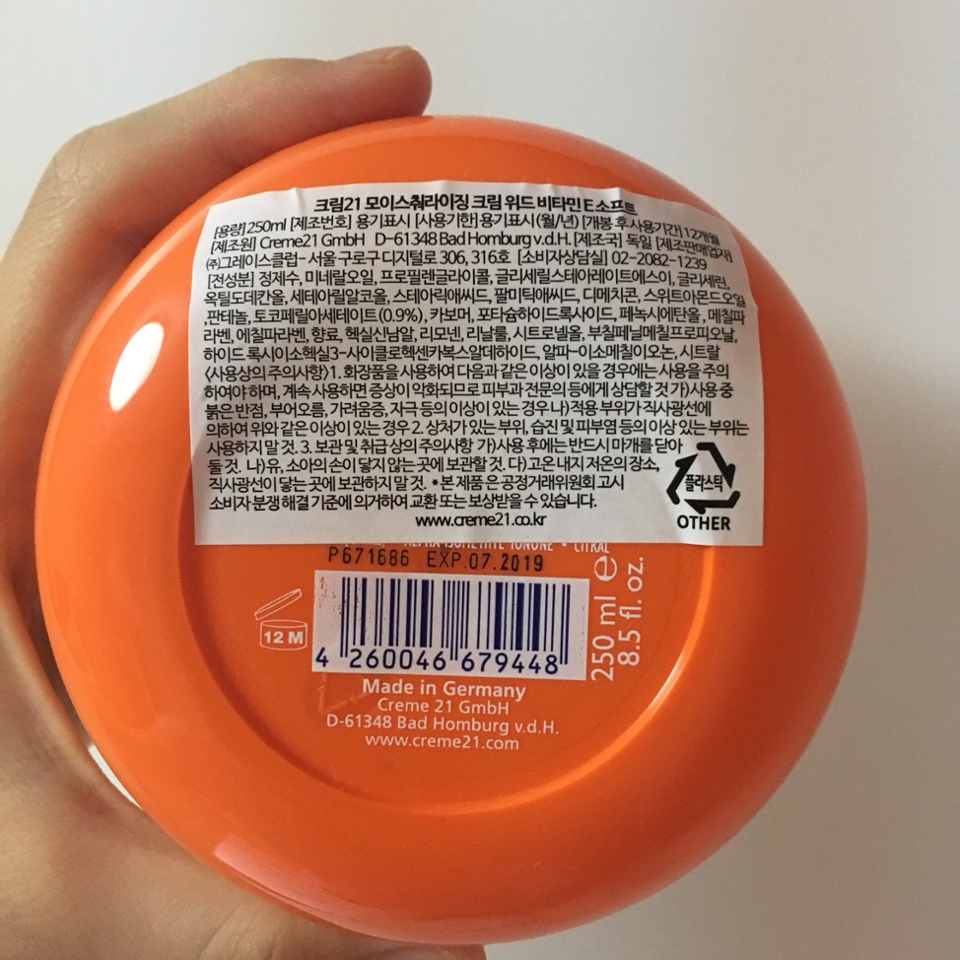 크림21 모이스춰라이징 크림 위드 비타민 E 소프트
[용량]250ml [제조번호] 용기표시 [사용기한]용기표시(월/년) [개봉 후 사용기간] 12개월
[제조원] Creme21 GmbH D-61348 Bad Homburg v.d.H. [제조국] 독일 [제조판매업자]
㈜그레이스클럽- 서울 구로구 디지털로 306, 316호 [소비자상담실] 02-2082-1239
[전성분] 정제수, 미네랄오일, 프로필렌글라이콜, 글리세릴스테아레이트에스이, 글리세린,
옥틸도데칸올, 세테아릴알코올, 스테아릭애씨드, 팔미틱애씨드, 디메치콘, 스위트아몬드오일
,판테놀, 토코페릴아세테이트(0.9%), 카보머, 포타슘하이드록사이드, 페녹시에탄올, 메칠파
라벤, 에칠파라벤, 향료, 헥실신남알, 리모넨, 리날룰, 시트로넬올, 부칠페닐메칠프로피오날,
하이드록시이소헥실3-사이클로헥센카복스알데하이드, 알파-이소메칠이오논, 시트랄
<사용상의 주의사항> 1. 화장품을 사용하여 다음과 같은 이상이 있을 경우에는 사용을 주의
하여야 하며, 계속 사용하면 증상이 악화되므로 피부과 전문의 등에게 상담할 것 가) 사용 중
붉은 반점, 부어오름, 가려움증, 자극 등의 이상이 있는 경우 나) 적용 부위가 직사광선에
의하여 위와 같은 이상이 있는 경우 2. 상처가 있는 부위, 습진 및 피부염 등의 이상 있는 부위는
사용하지 말 것. 3. 보관 및 취급 상의 주의사항 가)사용 후에는 반드시 마개를 닫아
둘 것. 나)유, 소아의 손이 닿지 않는 곳에 보관할 것. 다)고온 내지 저온의 장소,
직사광선이 닿는 곳에 보관하지 말 것. *본 제품은 공정거래위원회 고시
소비자 분쟁 해결 기준에 의거하여 교환 또는 보상받을 수 있습니다.
www.creme21.co.kr
플라스틱
OTHER
ALPHA-ISOMETHYL IONONE • CITRAL
P671686 EXP.07.2019
12 M
4 260046 679448
250 ml e
8.5 fl. oz.
Made in Germany
Creme 21 GmbH
D-61348 Bad Homburg v.d.H.
www.creme21.com